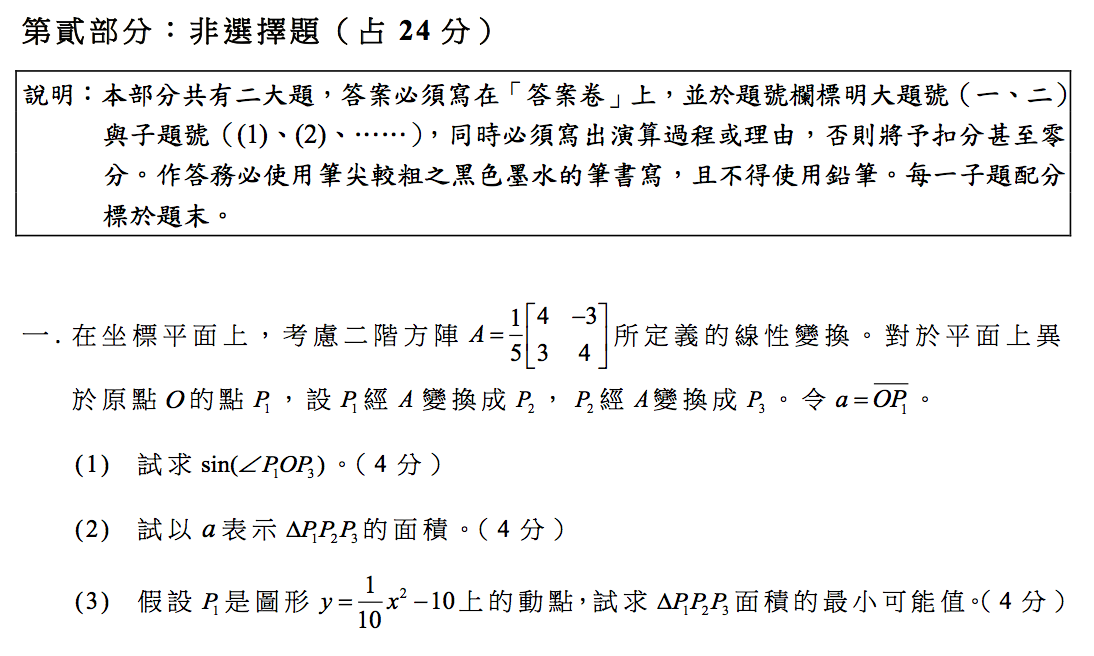 第貳部分：非選擇題（占 24 分）
說明：本部分共有二大題，答案必須寫在「答案卷」上，並於題號欄標明大題號（一、二）
與子題號（(1)、(2)、……），同時必須寫出演算過程或理由，否則將予扣分甚至零
分。作答務必使用筆尖較粗之黑色墨水的筆書寫，且不得使用鉛筆。每一子題配分
標於題末。
一．在坐標平面上，考慮二階方陣 $A=\frac{1}{5}\begin{bmatrix}4 & -3\\ 3 & 4\end{bmatrix}$ 所定義的線性變換。對於平面上異
於原點 $O$ 的點 $P_1$，設 $P_1$ 經 $A$ 變換成 $P_2$，$P_2$ 經 $A$ 變換成 $P_3$。令 $a=\overline{OP_1}$。
(1) 試求 $\sin(\angle P_1OP_3)$。（4 分）
(2) 試以 $a$ 表示 $\Delta P_1P_2P_3$ 的面積。（4 分）
(3) 假設 $P_1$ 是圖形 $y=\frac{1}{10}x^2-10$ 上的動點，試求 $\Delta P_1P_2P_3$ 面積的最小可能值。（4 分）